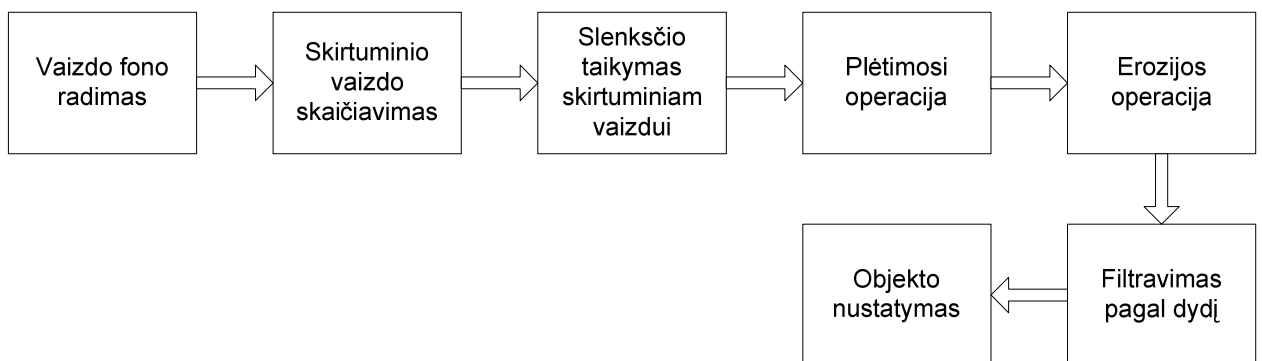 Vaizdo fono
radimas
Skirtuminio
vaizdo
skaičiavimas
Slenksčio
taikymas
skirtuminiam
vaizdui
Plėtimosi
operacija
Erozijos
operacija
Filtravimas
pagal dydį
Objekto
nustatymas